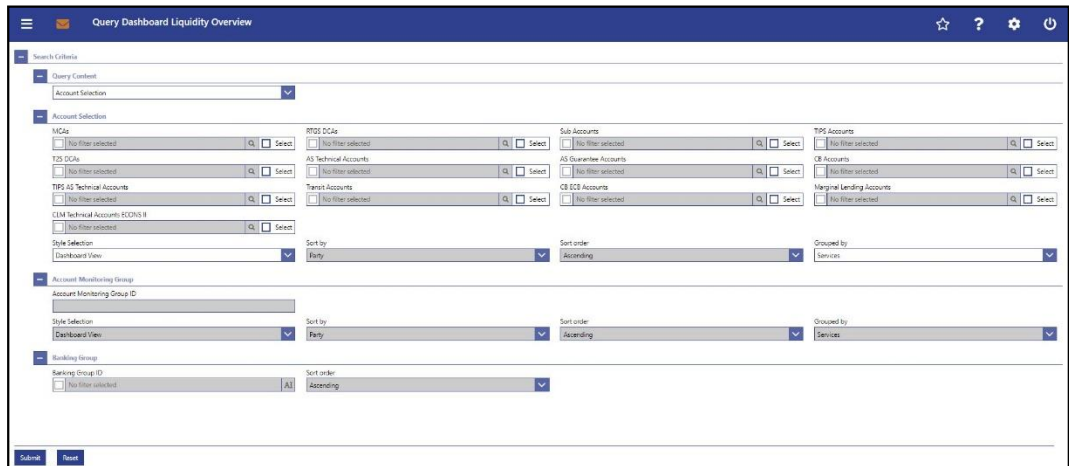 Query Dashboard Liquidity Overview
Search Criteria
Query Content
Account Selection
Account Selection
MCAs RTGS DCAs Sub Accounts TIPS Accounts
No filter selected Select No filter selected Select No filter selected Select No filter selected Select
T2S DCAs AS Technical Accounts AS Guarantee Accounts CB Accounts
No filter selected Select No filter selected Select No filter selected Select No filter selected Select
TIPS AS Technical Accounts Transit Accounts CB ECB Accounts Marginal Lending Accounts
No filter selected Select No filter selected Select No filter selected Select No filter selected Select
CLM Technical Accounts ECONS II
No filter selected Select
Style Selection Sort by Sort order Grouped by
Dashboard View Party Ascending Services
Account Monitoring Group
Account Monitoring Group ID
Style Selection Sort by Sort order Grouped by
Dashboard View Party Ascending Services
Banking Group
Banking Group ID Sort order
No filter selected AI Ascending
Submit Reset